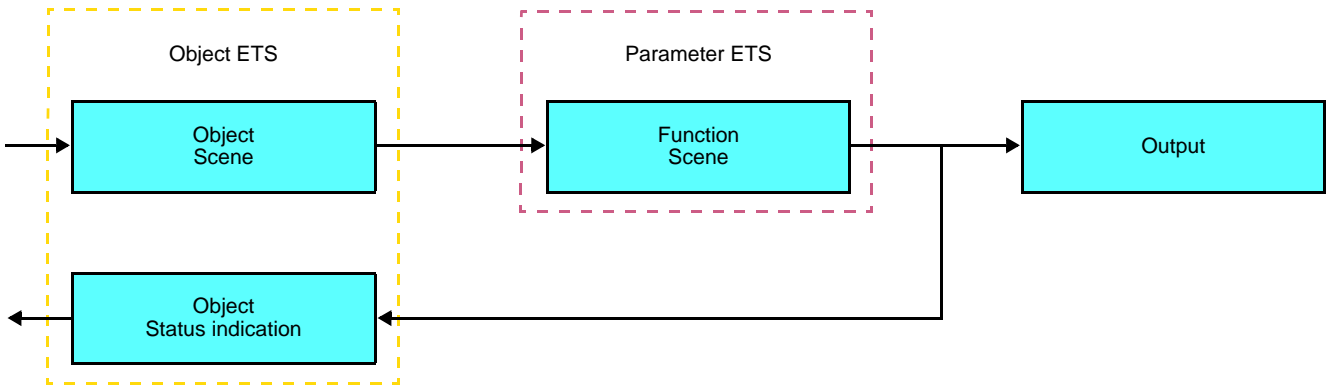 Object ETS
Parameter ETS
Object
Scene
Function
Scene
Output
Object
Status indication